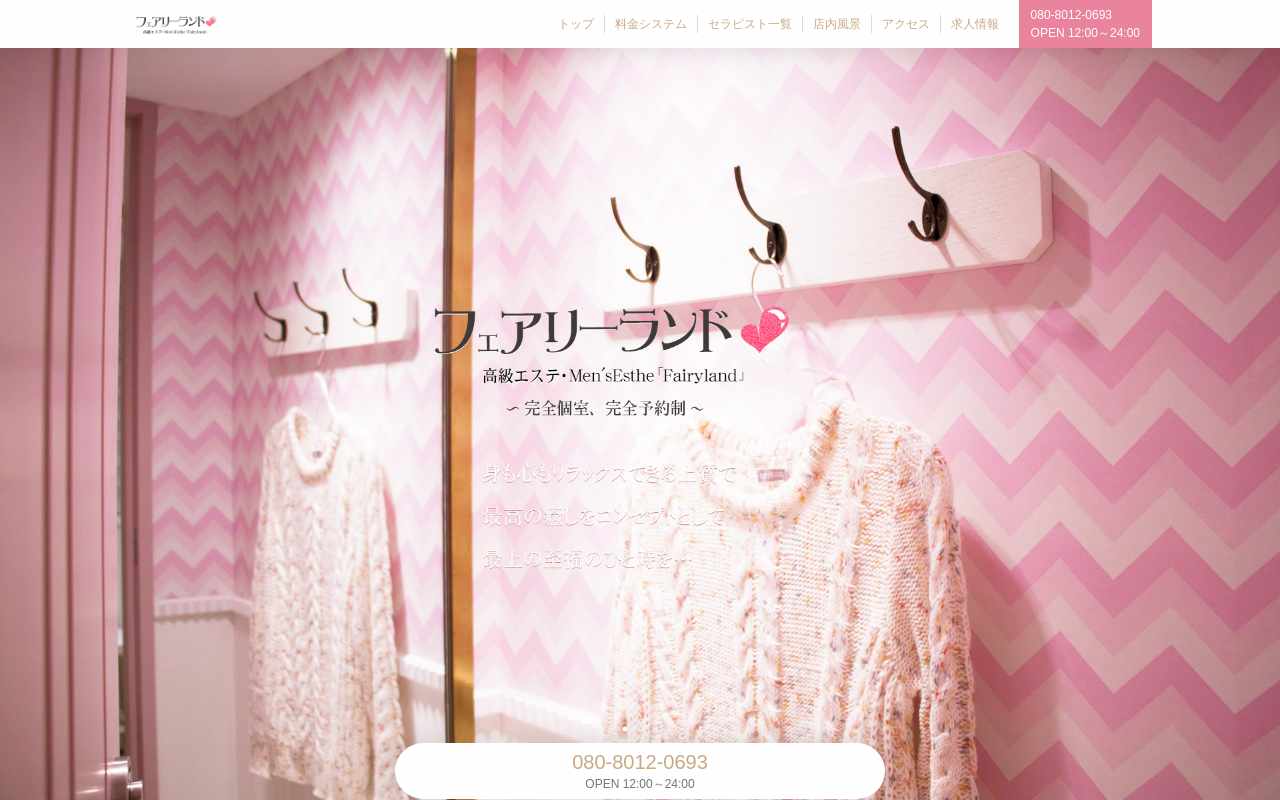 フェアリーランド
高級エステ・Men'sEsthe「Fairyland」
トップ
料金システム
セラピスト一覧
店内風景
アクセス
求人情報
080-8012-0693
OPEN 12:00～24:00
フェアリーランド
高級エステ・Men'sEsthe「Fairyland」
～ 完全個室、完全予約制 ～
身も心もリラックスできる上質で
最高の癒しをコンセプトとして
最上の至福のひと時を…
080-8012-0693
OPEN 12:00～24:00